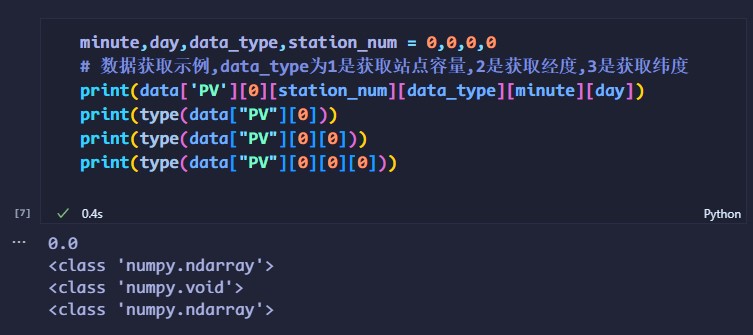 minute,day,data_type,station_num = 0,0,0,0
# 数据获取示例,data_type为1是获取站点容量,2是获取经度,3是获取纬度
print(data['PV'][0][station_num][data_type][minute][day])
print(type(data["PV"][0]))
print(type(data["PV"][0][0]))
print(type(data["PV"][0][0][0]))
[7] ✓ 0.4s Python
... 0.0
<class 'numpy.ndarray'>
<class 'numpy.void'>
<class 'numpy.ndarray'>